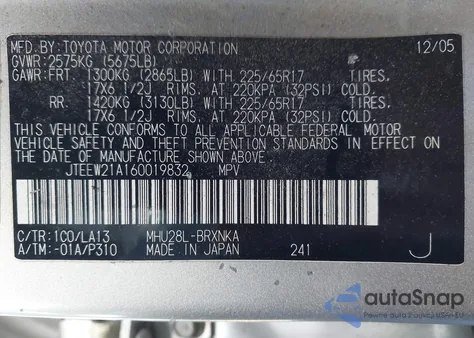 MFD.BY: TOYOTA MOTOR CORPORATION 12/05
GVWR: 2575KG (5675LB)
GAWR:FRT. 1300KG (2865LB) WITH 225/65R17 TIRES.
17X6 1/2J RIMS. AT 220KPA (32PSI) COLD.
RR. 1420KG (3130LB) WITH 225/65R17 TIRES.
17X6 1/2J RIMS. AT 220KPA (32PSI) COLD.
THIS VEHICLE CONFORMS TO ALL APPLICABLE FEDERAL MOTOR
VEHICLE SAFETY AND THEFT PREVENTION STANDARDS IN EFFECT ON
THE DATE OF MANUFACTURE SHOWN ABOVE.
JTEEW21A160019832 MPV
C/TR:1C0/LA13 MHU28L-BRXNKA
A/TM:-01A/P310 MADE IN JAPAN 241 J
autoSnap